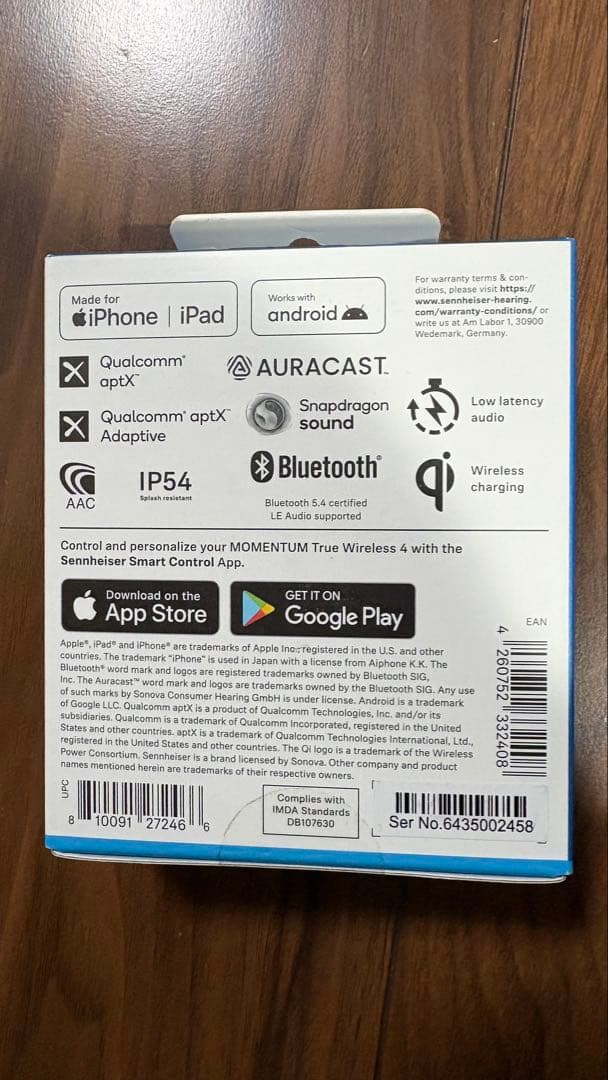 Made for
iPhone | iPad
Works with
android
For warranty terms & con-
ditions, please visit https://
www.sennheiser-hearing.
com/warranty-conditions/ or
write us at Am Labor 1, 30900
Wedemark, Germany.
Qualcomm®
aptX™
AURACAST™
Qualcomm® aptX™
Adaptive
Snapdragon
sound
Low latency
audio
AAC
IP54
Splash resistant
Bluetooth®
Bluetooth 5.4 certified
LE Audio supported
qi
Wireless
charging
Control and personalize your MOMENTUM True Wireless 4 with the
Sennheiser Smart Control App.
Download on the
App Store
GET IT ON
Google Play
Apple®, iPad® and iPhone® are trademarks of Apple Inc., registered in the U.S. and other
countries. The trademark "iPhone" is used in Japan with a license from Aiphone K.K. The
Bluetooth® word mark and logos are registered trademarks owned by Bluetooth SIG,
Inc. The Auracast™ word mark and logos are trademarks owned by the Bluetooth SIG. Any use
of such marks by Sonova Consumer Hearing GmbH is under license. Android is a trademark
of Google LLC. Qualcomm aptX is a product of Qualcomm Technologies, Inc. and/or its
subsidiaries. Qualcomm is a trademark of Qualcomm Incorporated, registered in the United
States and other countries. aptX is a trademark of Qualcomm Technologies International, Ltd.,
registered in the United States and other countries. The Qi logo is a trademark of the Wireless
Power Consortium. Sennheiser is a brand licensed by Sonova. Other company and product
names mentioned herein are trademarks of their respective owners.
EAN
4 260752 332408
UPC
8 10091 27246 6
Complies with
IMDA Standards
DB107630
Ser No.6435002458